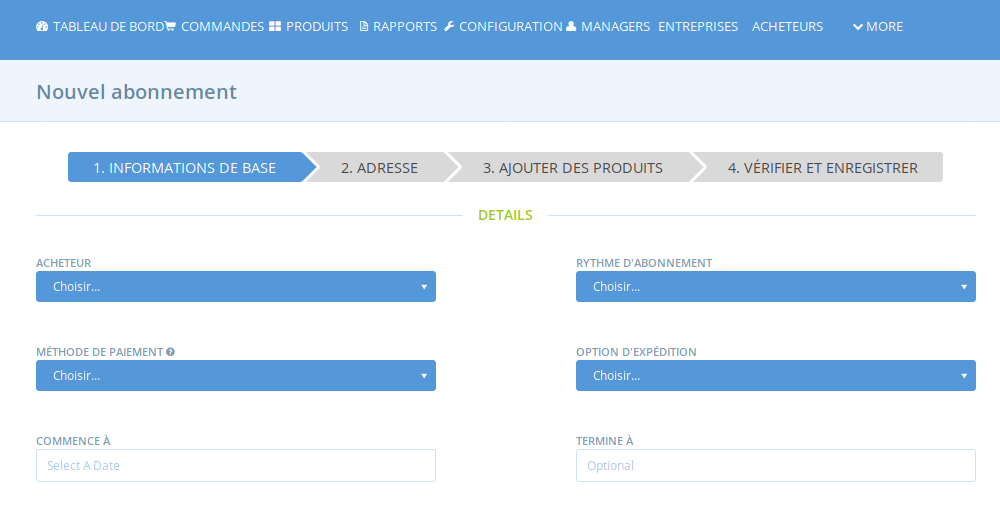 TABLEAU DE BORD COMMANDES PRODUITS RAPPORTS CONFIGURATION MANAGERS ENTREPRISES ACHETEURS MORE
Nouvel abonnement
1. INFORMATIONS DE BASE 2. ADRESSE 3. AJOUTER DES PRODUITS 4. VÉRIFIER ET ENREGISTRER
DETAILS
ACHETEUR RYTHME D'ABONNEMENT
Choisir... Choisir...
MÉTHODE DE PAIEMENT OPTION D'EXPÉDITION
Choisir... Choisir...
COMMENCE À TERMINE À
Select A Date Optional